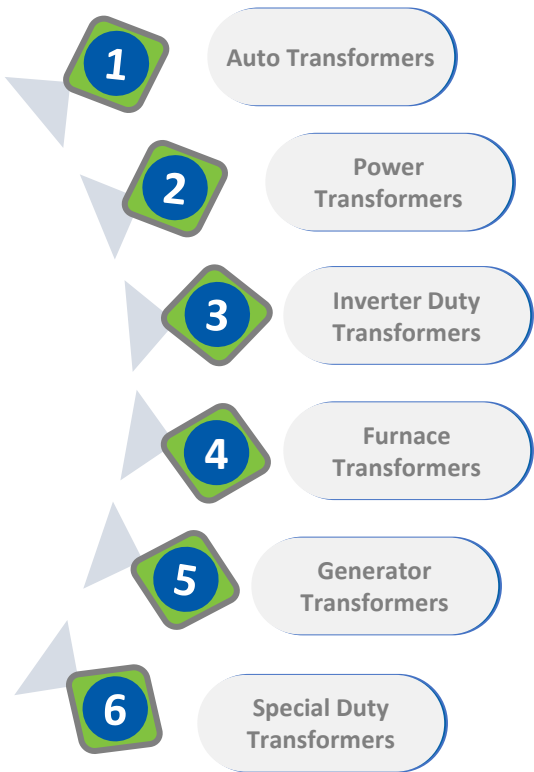 1
Auto Transformers
2
Power
Transformers
3
Inverter Duty
Transformers
4
Furnace
Transformers
5
Generator
Transformers
6
Special Duty
Transformers